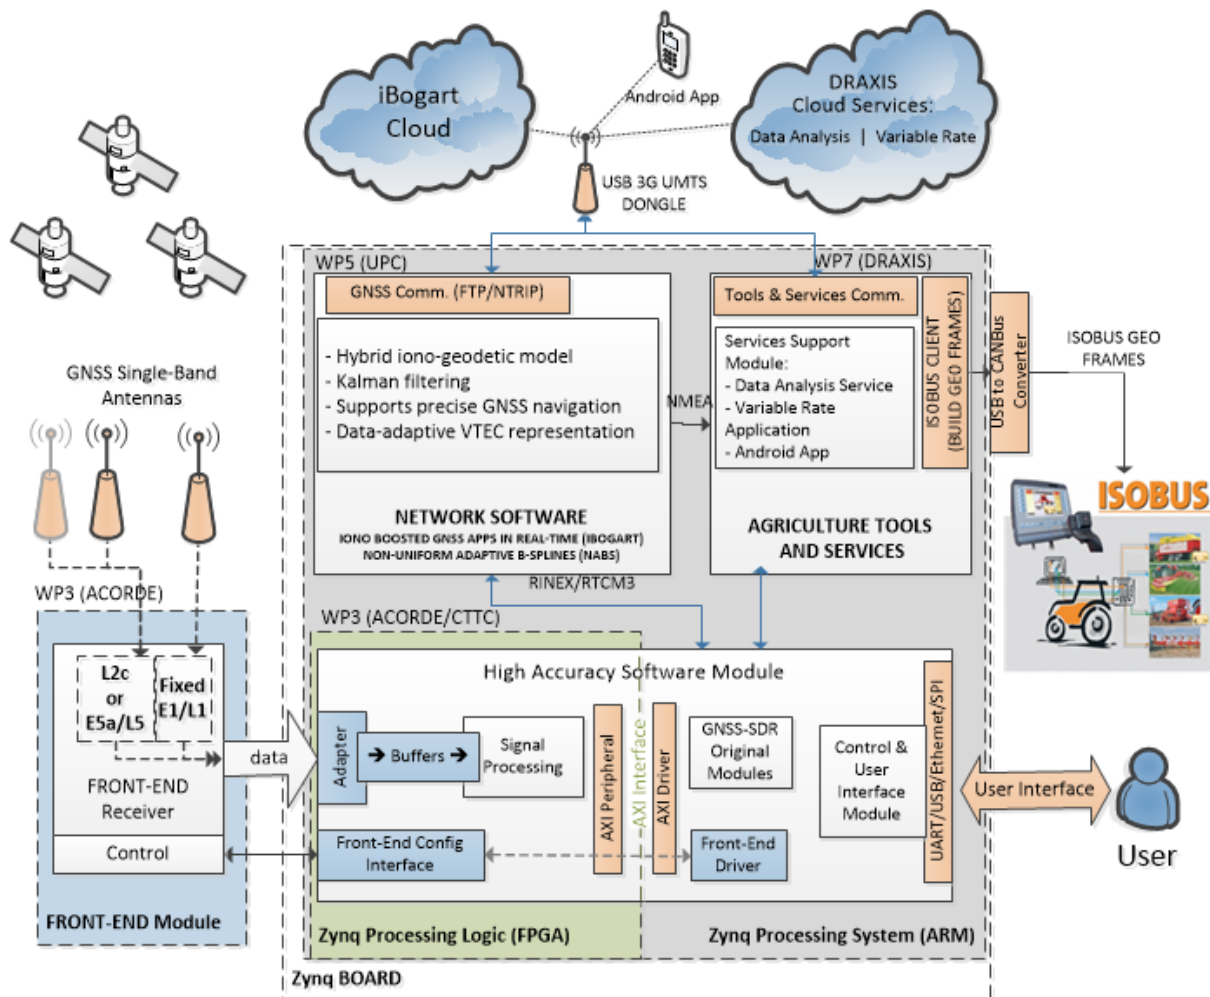 iBogart
Cloud
Android App
DRAXIS
Cloud Services:
Data Analysis | Variable Rate
USB 3G UMTS
DONGLE
WP5 (UPC)
WP7 (DRAXIS)
GNSS Comm. (FTP/NTRIP)
- Hybrid iono-geodetic model
- Kalman filtering
- Supports precise GNSS navigation
- Data-adaptive VTEC representation
NETWORK SOFTWARE
IONO BOOSTED GNSS APPS IN REAL-TIME (IBOGART)
NON-UNIFORM ADAPTIVE B-SPLINES (NABS)
NMEA
Tools & Services Comm.
Services Support
Module:
- Data Analysis Service
- Variable Rate
Application
- Android App
AGRICULTURE TOOLS
AND SERVICES
ISOBUS CLIENT
(BUILD GEO FRAMES)
USB to CANBus
Converter
ISOBUS GEO
FRAMES
ISOBUS
GNSS Single-Band
Antennas
WP3 (ACORDE)
L2c
or
E5a/L5
Fixed
E1/L1
FRONT-END
Receiver
Control
FRONT-END Module
data
RINEX/RTCM3
WP3 (ACORDE/CTTC)
High Accuracy Software Module
Adapter
➔ Buffers ➔
Signal
Processing
AXI Peripheral
AXI Interface
AXI Driver
GNSS-SDR
Original
Modules
Control &
User
Interface
Module
UART/USB/Ethernet/SPI
User Interface
User
Front-End Config
Interface
Front-End
Driver
Zynq Processing Logic (FPGA)
Zynq Processing System (ARM)
Zynq BOARD